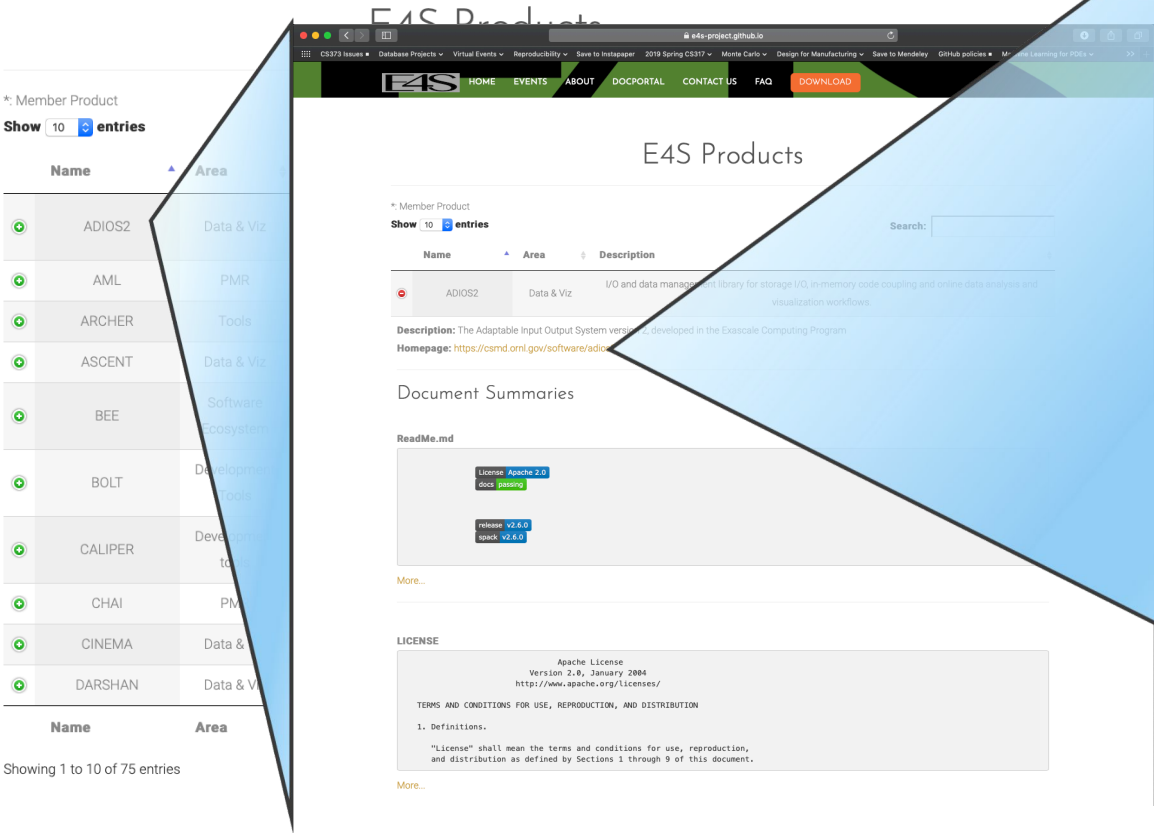 E4S Products
*: Member Product
Show 10 entries
Name Area
ADIOS2 Data & Viz
AML PMR
ARCHER Tools
ASCENT Data & Viz
BEE Software
Ecosystem
BOLT Development
Tools
CALIPER
CHAI PM
CINEMA Data &
DARSHAN Data & Vi
Name Area
Showing 1 to 10 of 75 entries
e4s-project.github.io
CS373 Issues Database Projects Virtual Events Reproducibility Save to Instapaper 2019 Spring CS317 Monte Carlo Design for Manufacturing Save to Mendeley GitHub policies Machine Learning for PDEs >>
E4S HOME EVENTS ABOUT DOCPORTAL CONTACT US FAQ DOWNLOAD
E4S Products
*: Member Product
Show 10 entries Search:
Name Area Description
ADIOS2 Data & Viz I/O and data management library for storage I/O, in-memory code coupling and online data analysis and
visualization workflows.
Description: The Adaptable Input Output System version 2, developed in the Exascale Computing Program
Homepage: https://csmd.ornl.gov/software/adios
Document Summaries
ReadMe.md
License Apache 2.0
docs passing
release v2.6.0
spack v2.6.0
More...
LICENSE
Apache License
Version 2.0, January 2004
http://www.apache.org/licenses/
TERMS AND CONDITIONS FOR USE, REPRODUCTION, AND DISTRIBUTION
1. Definitions.
"License" shall mean the terms and conditions for use, reproduction,
and distribution as defined by Sections 1 through 9 of this document.
More...